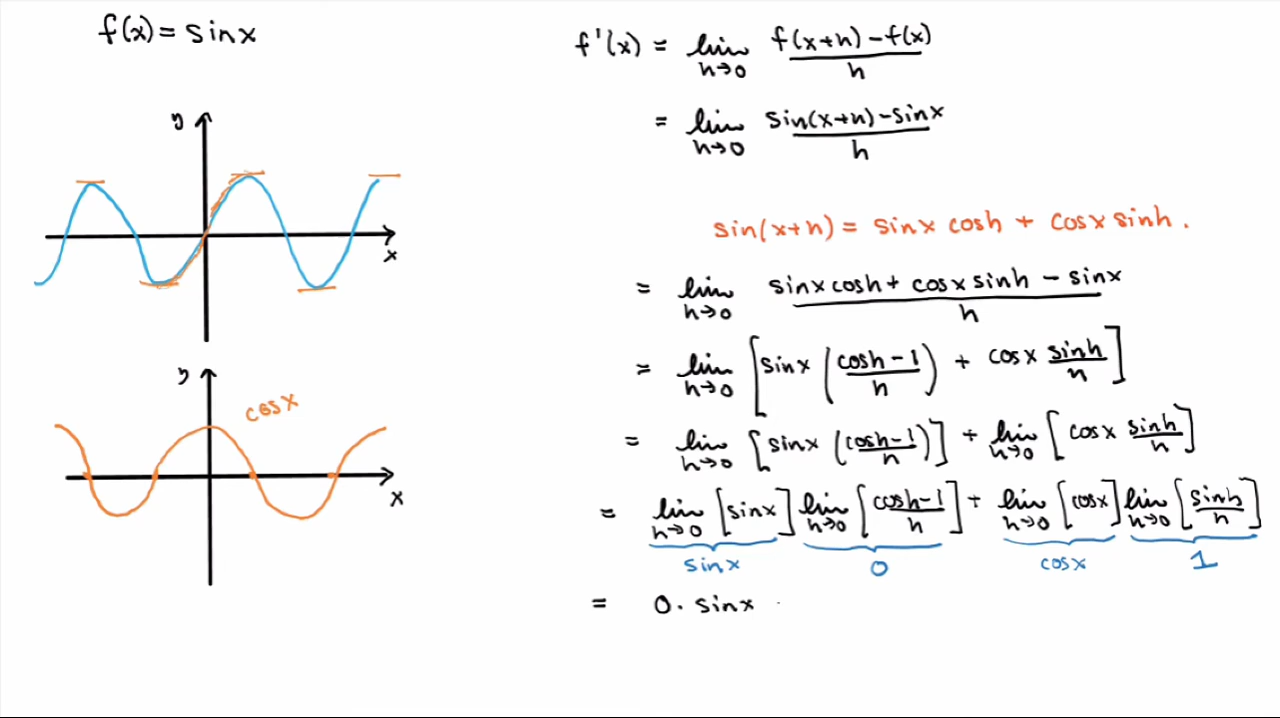 f(x) = sinx
y
x
y
cosx
x
f'(x) = lim h→0 f(x+h) - f(x) / h
= lim h→0 sin(x+h) - sinx / h
sin(x+h) = sinx cosh + cosx sinh.
= lim h→0 sinx cosh + cosx sinh - sinx / h
= lim h→0 [sinx (cosh-1 / h) + cosx sinh / h]
= lim h→0 [sinx (cosh-1 / h)] + lim h→0 [cosx sinh / h]
= lim h→0 [sinx] lim h→0 [cosh-1 / h] + lim h→0 [cosx] lim h→0 [sinh / h]
sinx 0 cosx 1
= 0. sinx